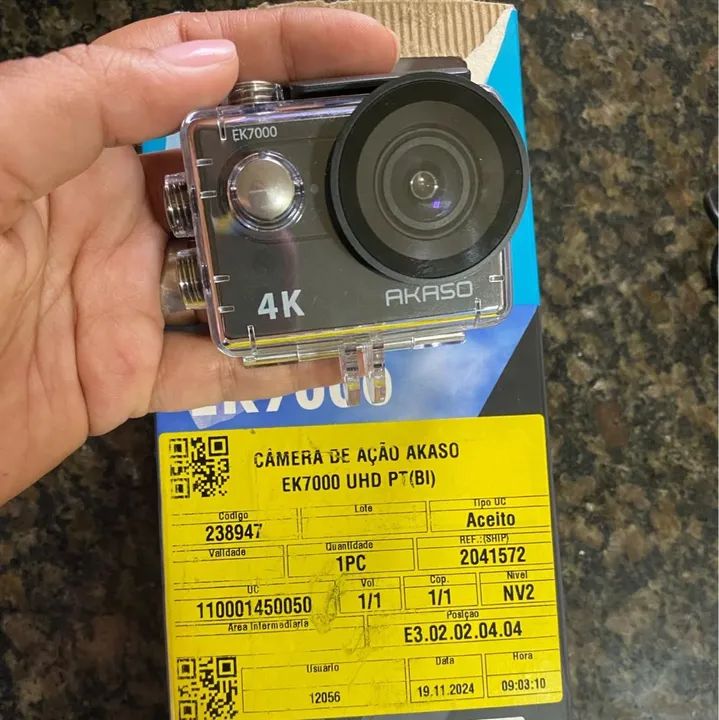 EK7000
4K
AKASO
EK7000
CÂMERA DE AÇÃO AKASO
EK7000 UHD PT(BI)
Código Lote Tipo UC
238947 Aceito
Validade Quantidade REF.:(SHIP)
1PC 2041572
UC Vol Cop. Nível
110001450050 1/1 1/1 NV2
Área Intermediária Posição
E3.02.02.04.04
Usuário Data Hora
12056 19.11.2024 09:03:10